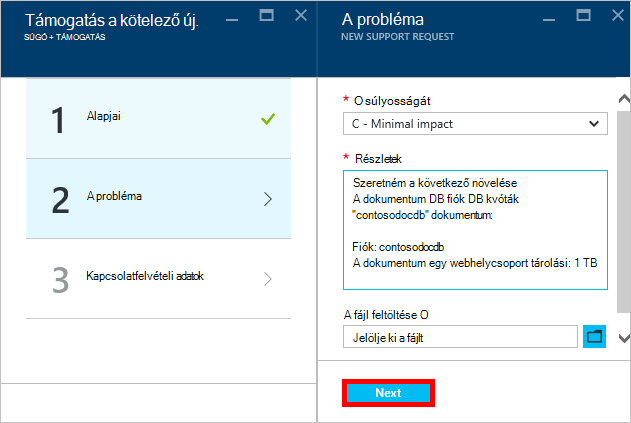 Támogatás a kötelező új.
SÚGÓ + TÁMOGATÁS
1
Alapjai
2
A probléma
3
Kapcsolatfelvételi adatok
A probléma
NEW SUPPORT REQUEST
* O súlyosságát
C - Minimal impact
* Részletek
Szeretném a következő növelése
A dokumentum DB fiók DB kvóták
"contosodocdb" dokumentum:
Fiók: contosodocdb
A dokumentum egy webhelycsoport tárolási: 1 TB
A fájl feltöltése O
Jelölje ki a fájlt
Next